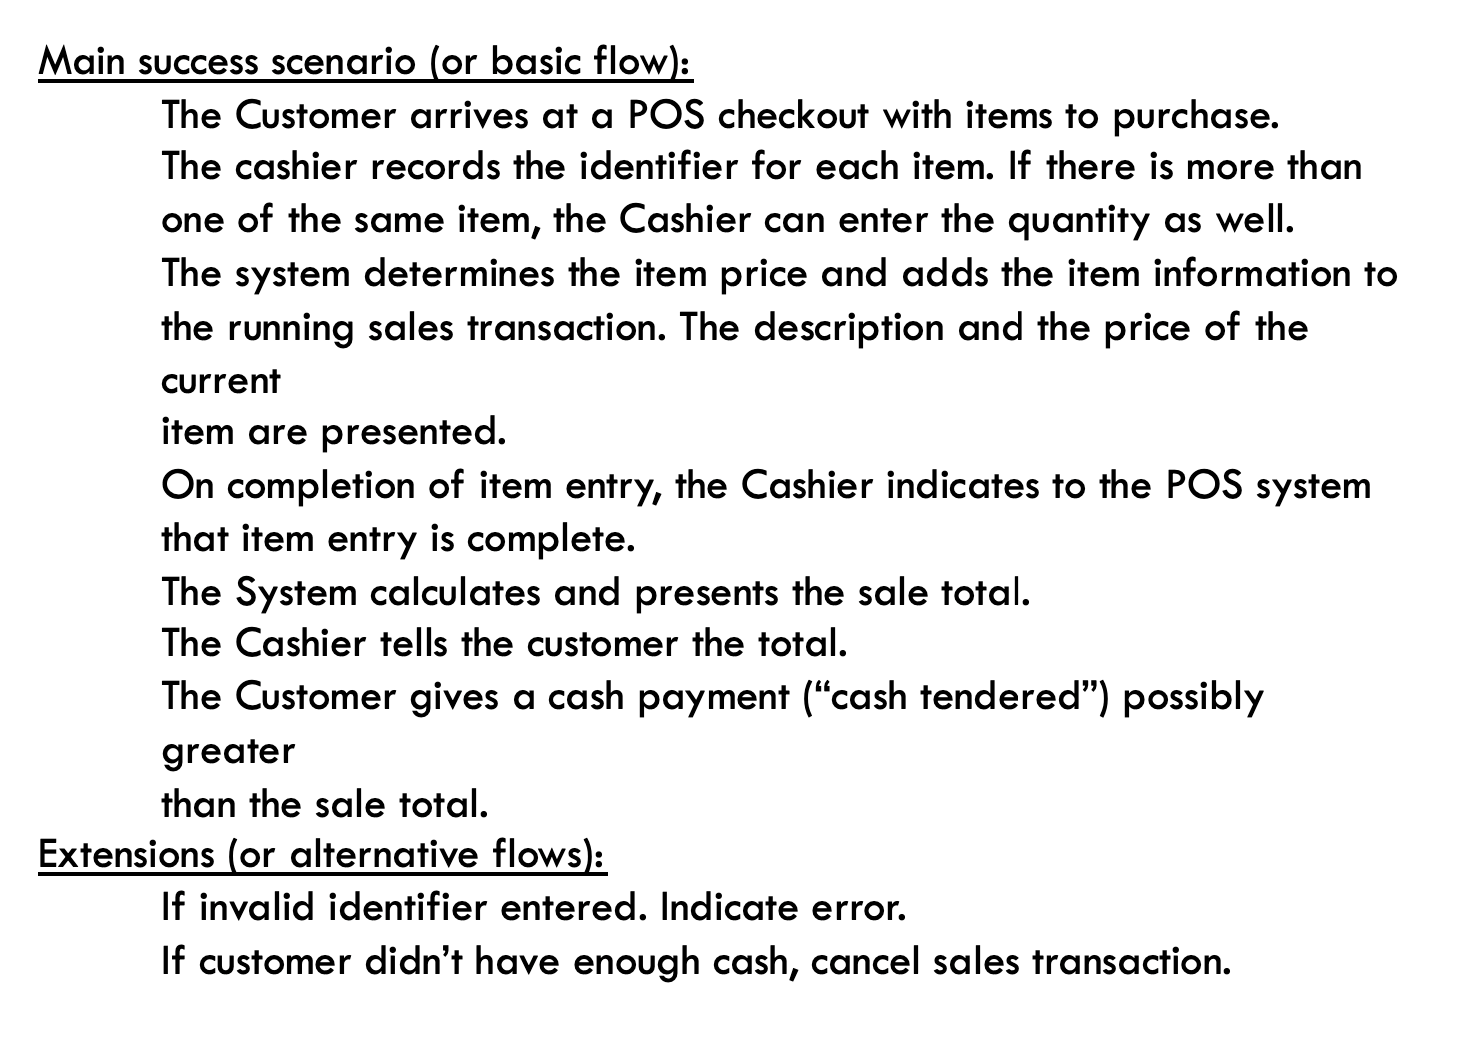 Main success scenario (or basic flow):
The Customer arrives at a POS checkout with items to purchase.
The cashier records the identifier for each item. If there is more than
one of the same item, the Cashier can enter the quantity as well.
The system determines the item price and adds the item information to
the running sales transaction. The description and the price of the
current
item are presented.
On completion of item entry, the Cashier indicates to the POS system
that item entry is complete.
The System calculates and presents the sale total.
The Cashier tells the customer the total.
The Customer gives a cash payment (“cash tendered”) possibly
greater
than the sale total.
Extensions (or alternative flows):
If invalid identifier entered. Indicate error.
If customer didn’t have enough cash, cancel sales transaction.